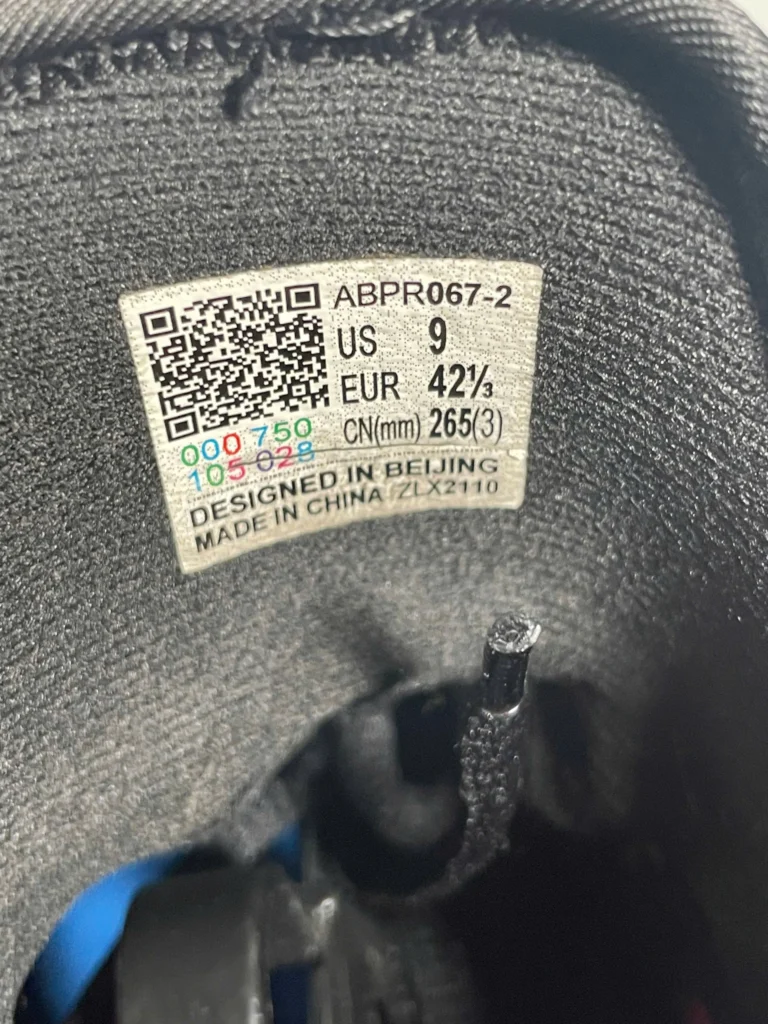 ABPR067-2
US 9
EUR 42⅓
CN(mm) 265(3)
000 750
105 028
DESIGNED IN BEIJING
MADE IN CHINA ZLX2110